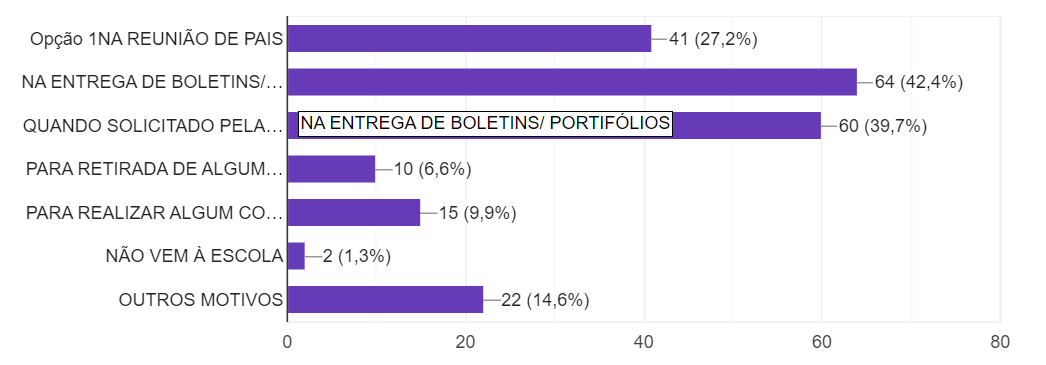 Opção 1NA REUNIÃO DE PAIS
41 (27,2%)
NA ENTREGA DE BOLETINS/…
64 (42,4%)
QUANDO SOLICITADO PELA…
NA ENTREGA DE BOLETINS/ PORTIFÓLIOS
60 (39,7%)
PARA RETIRADA DE ALGUM…
10 (6,6%)
PARA REALIZAR ALGUM CO…
15 (9,9%)
NÃO VEM À ESCOLA
2 (1,3%)
OUTROS MOTIVOS
22 (14,6%)
0 20 40 60 80